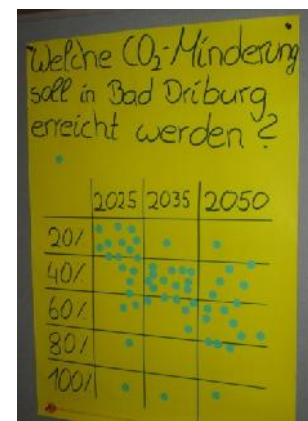 Welche CO₂-Minderung
soll in Bad Driburg
erreicht werden ?
2025 2035 2050
20%
40%
60%
80%
100%